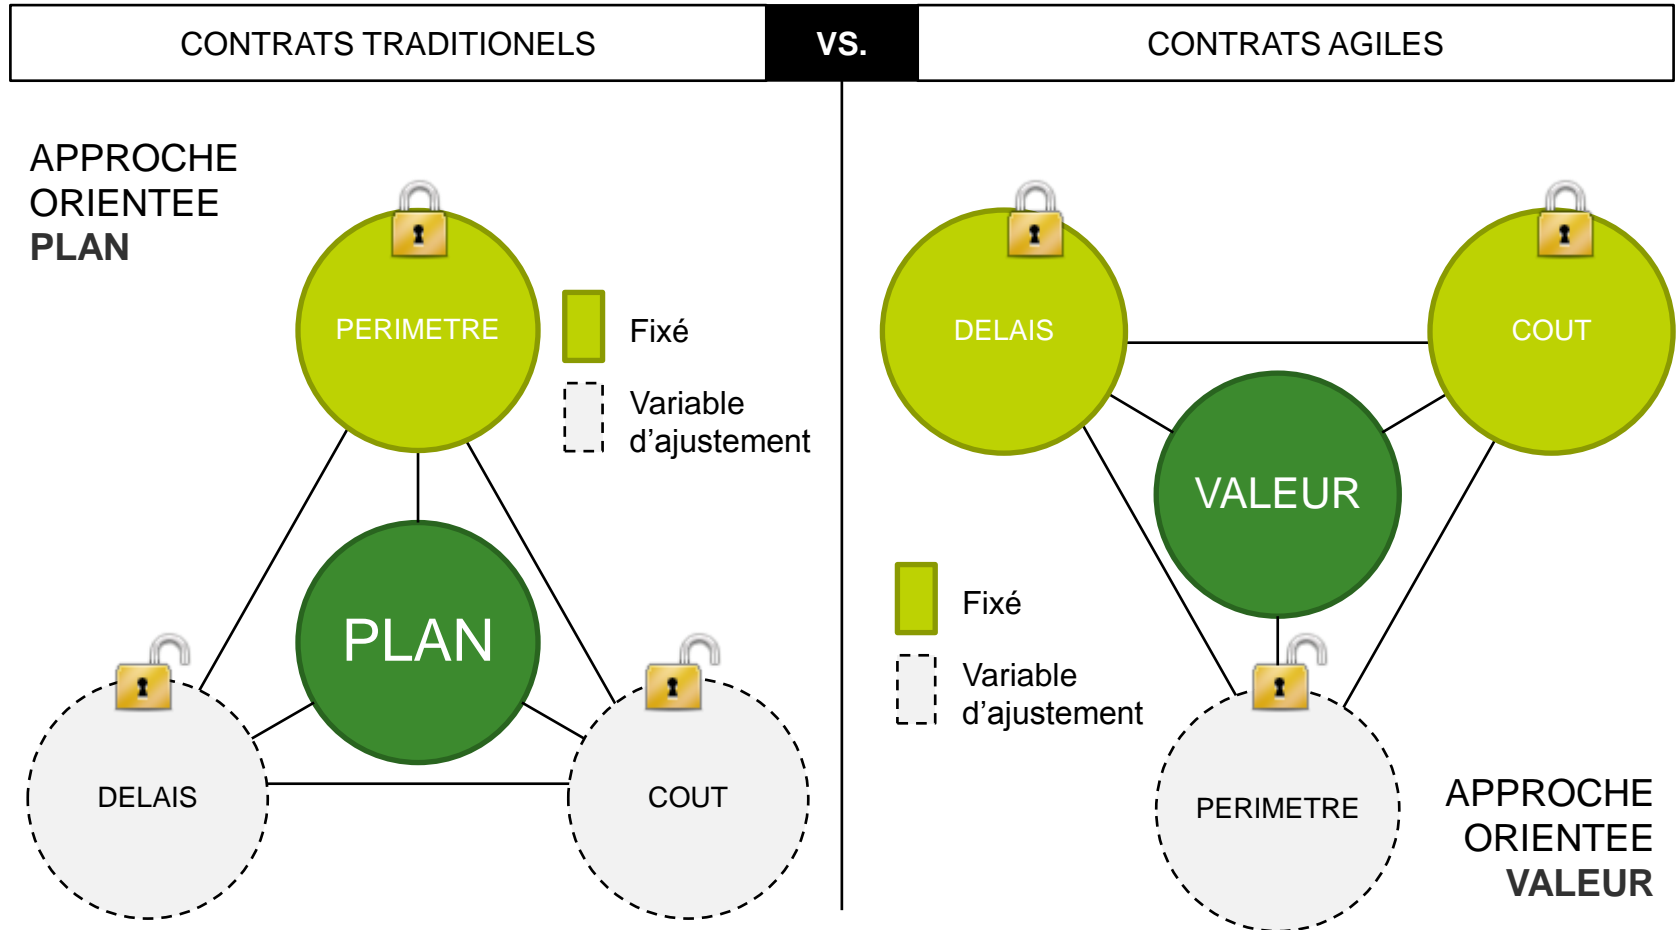 CONTRATS TRADITIONELS
VS.
CONTRATS AGILES
APPROCHE
ORIENTEE
PLAN
PERIMETRE
Fixé
Variable
d’ajustement
PLAN
DELAIS
COUT
DELAIS
COUT
VALEUR
Fixé
Variable
d’ajustement
PERIMETRE
APPROCHE
ORIENTEE
VALEUR